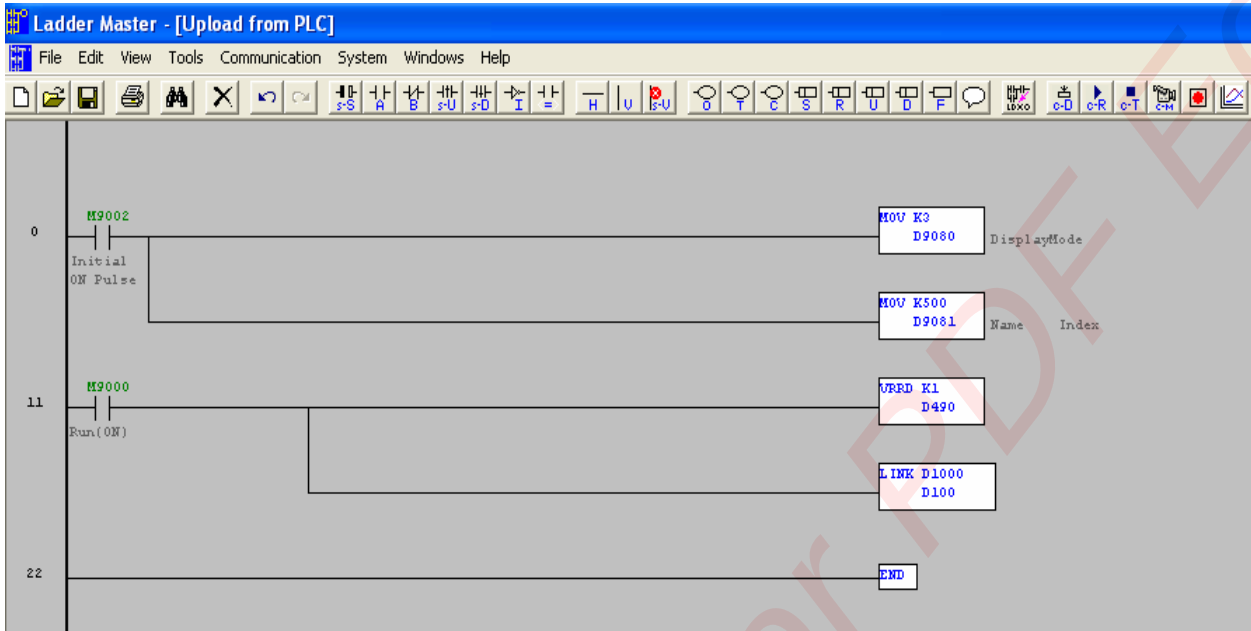 Ladder Master - [Upload from PLC]
File Edit View Tools Communication System Windows Help
s-S A B s-U s-D I = H U s-U O T C S R U D F LDXO c-D c-R c-T c-M
0 M9002
Initial
ON Pulse
MOV K3
D9080 DisplayMode
MOV K500
D9081 Name Index
11 M9000
Run(ON)
VRRD K1
D490
LINK D1000
D100
22 END
r PDF Ed